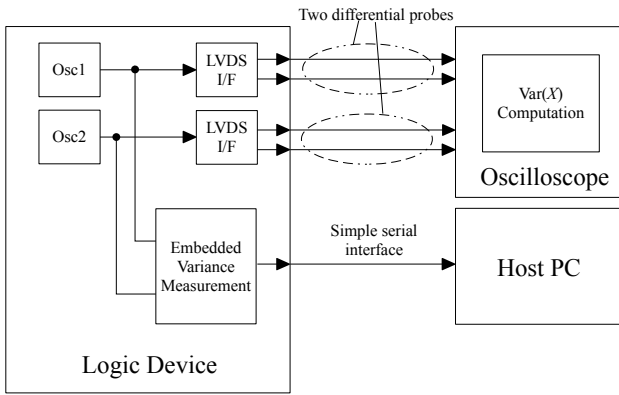 Two differential probes
Osc1
LVDS
I/F
Osc2
LVDS
I/F
Var(X)
Computation
Oscilloscope
Embedded
Variance
Measurement
Simple serial
interface
Host PC
Logic Device